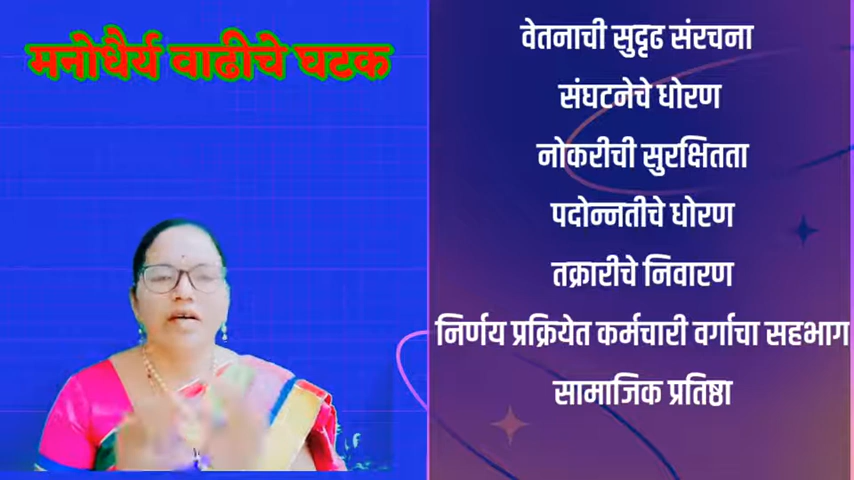 मनोधैर्य वाढीचे घटक
वेतनाची सुदृढ संरचना
संघटनेचे धोरण
नोकरीची सुरक्षितता
पदोन्नतीचे धोरण
तक्रारीचे निवारण
निर्णय प्रक्रियेत कर्मचारी वर्गाचा सहभाग
सामाजिक प्रतिष्ठा